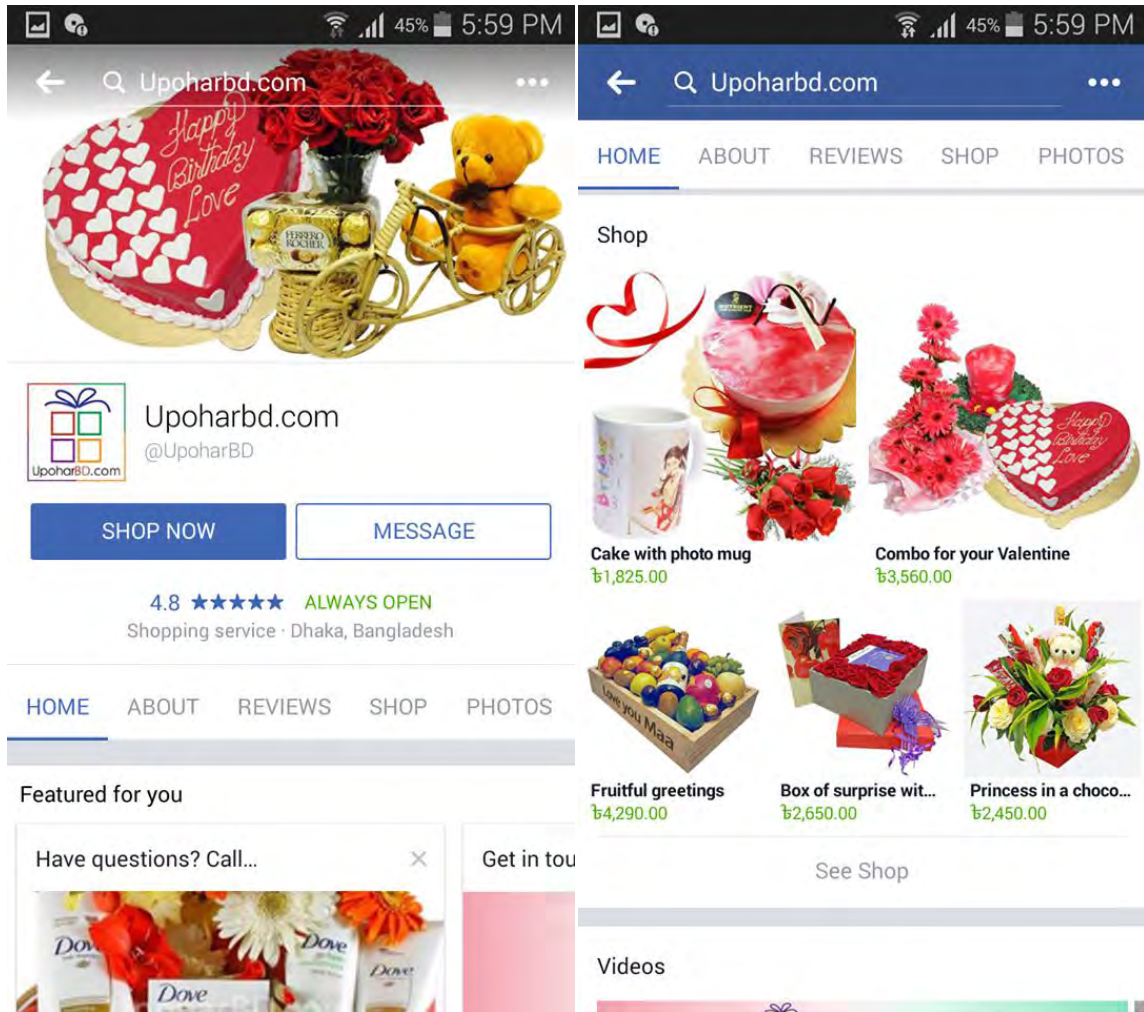 45% 5:59 PM
Upoharbd.com
Happy
Birthday
Love
FERRERO
ROCHER
UpoharBD.com
Upoharbd.com
@UpoharBD
SHOP NOW MESSAGE
4.8 ★★★★★ ALWAYS OPEN
Shopping service · Dhaka, Bangladesh
HOME ABOUT REVIEWS SHOP PHOTOS
Featured for you
Have questions? Call... ×
Get in tou
Dove
Dove
Dove
Dove
45% 5:59 PM
Upoharbd.com
HOME ABOUT REVIEWS SHOP PHOTOS
Shop
Happy
Birthday
Love
Cake with photo mug
৳1,825.00
Combo for your Valentine
৳3,560.00
Love you Maa
Fruitful greetings
৳4,290.00
Box of surprise wit...
৳2,650.00
Princess in a choco...
৳2,450.00
See Shop
Videos